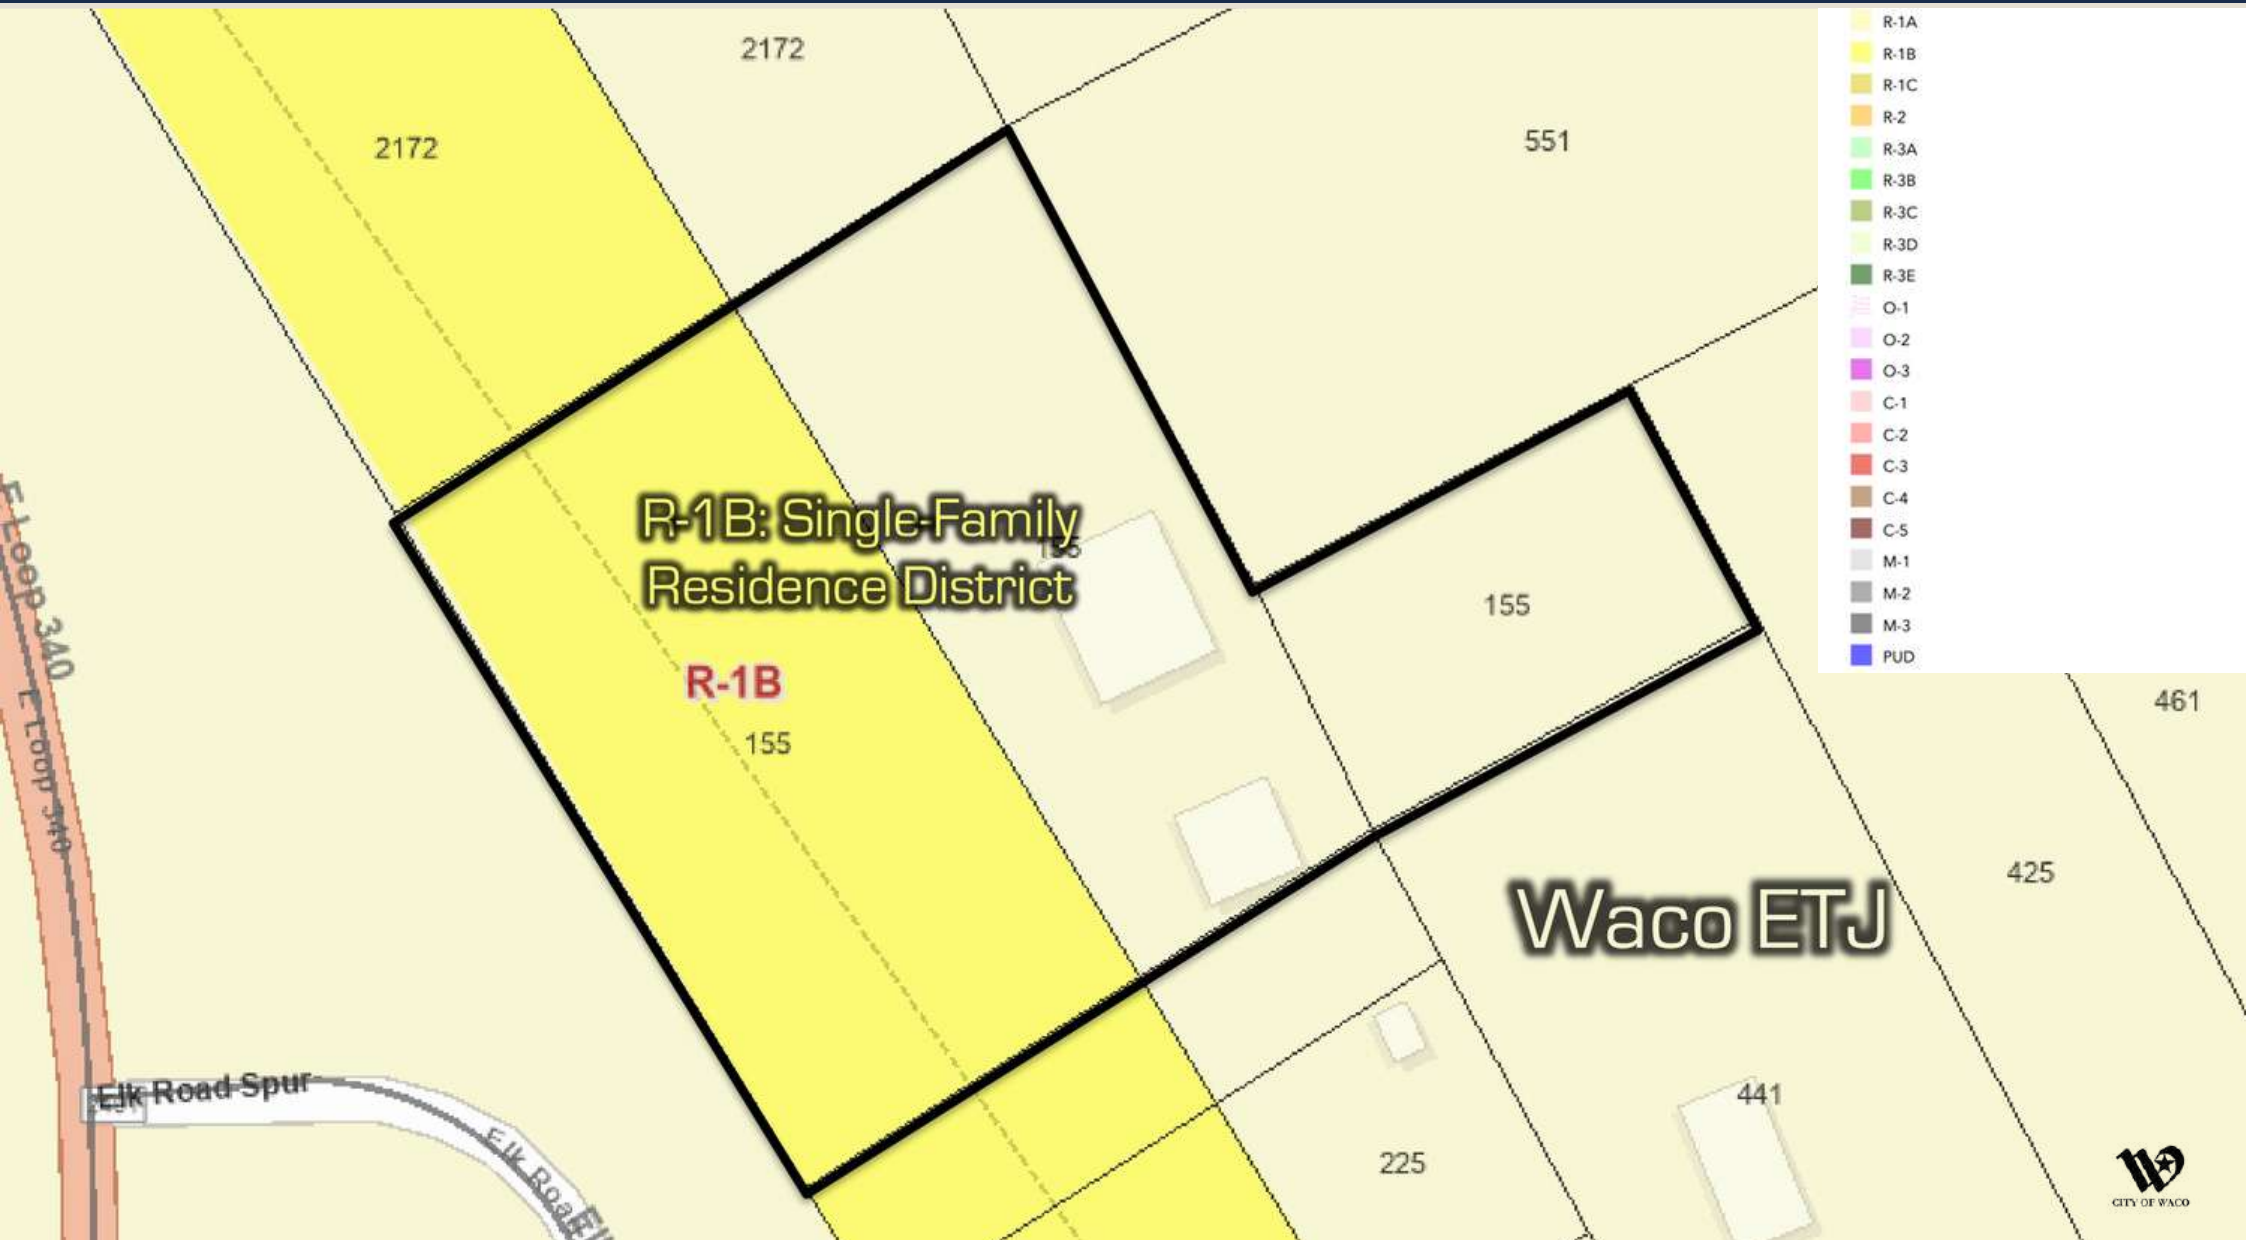 2172
2172
551
R-1A
R-1B
R-1C
R-2
R-3A
R-3B
R-3C
R-3D
R-3E
O-1
O-2
O-3
C-1
C-2
C-3
C-4
C-5
M-1
M-2
M-3
PUD
E Loop 340
E Loop 340
R-1B: Single-Family
Residence District
155
155
R-1B
155
461
425
Waco ETJ
Elk Road Spur
Elk Road
441
225
CITY OF WACO